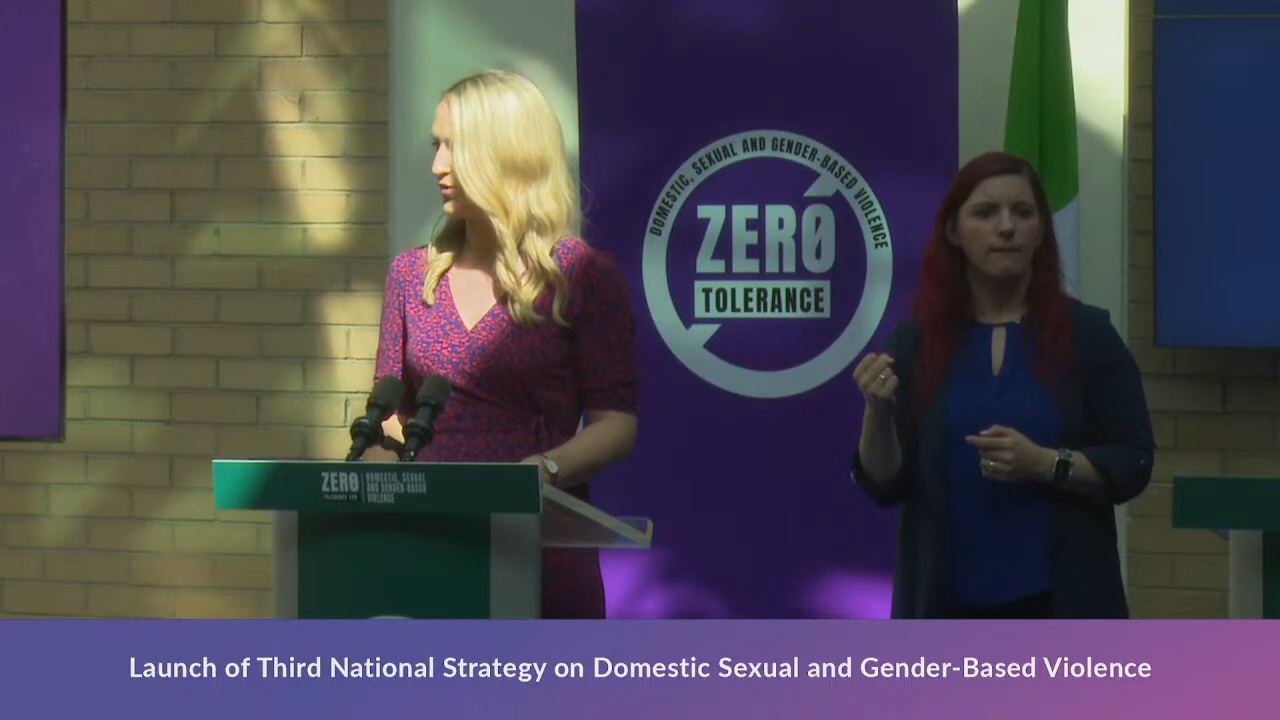 DOMESTIC, SEXUAL AND GENDER-BASED VIOLENCE
ZERO
TOLERANCE
ZERO
DOMESTIC, SEXUAL
AND GENDER-BASED
VIOLENCE
Launch of Third National Strategy on Domestic Sexual and Gender-Based Violence